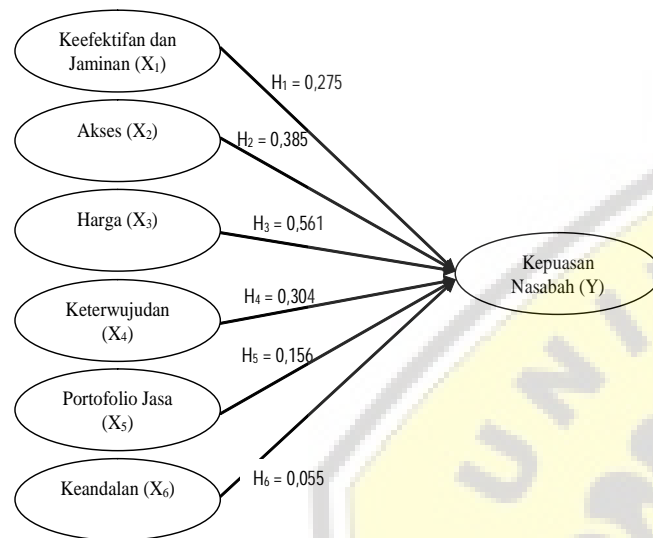 Keefektifan dan
Jaminan (X₁)
H₁ = 0,275
Akses (X₂)
H₂ = 0,385
Harga (X₃)
H₃ = 0,561
Kepuasan
Nasabah (Y)
Keterwujudan
(X₄)
H₄ = 0,304
Portofolio Jasa
(X₅)
H₅ = 0,156
Keandalan (X₆)
H₆ = 0,055
UNI